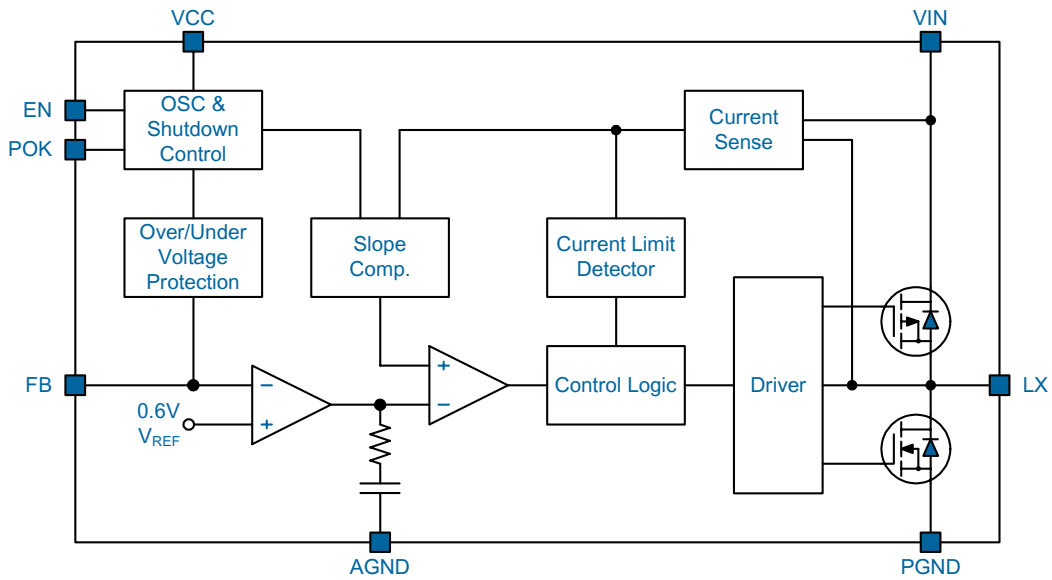 VCC
VIN
EN
POK
OSC &
Shutdown
Control
Current
Sense
Over/Under
Voltage
Protection
Slope
Comp.
Current Limit
Detector
FB
−
+
0.6V
VREF
+
−
Control Logic
Driver
LX
AGND
PGND